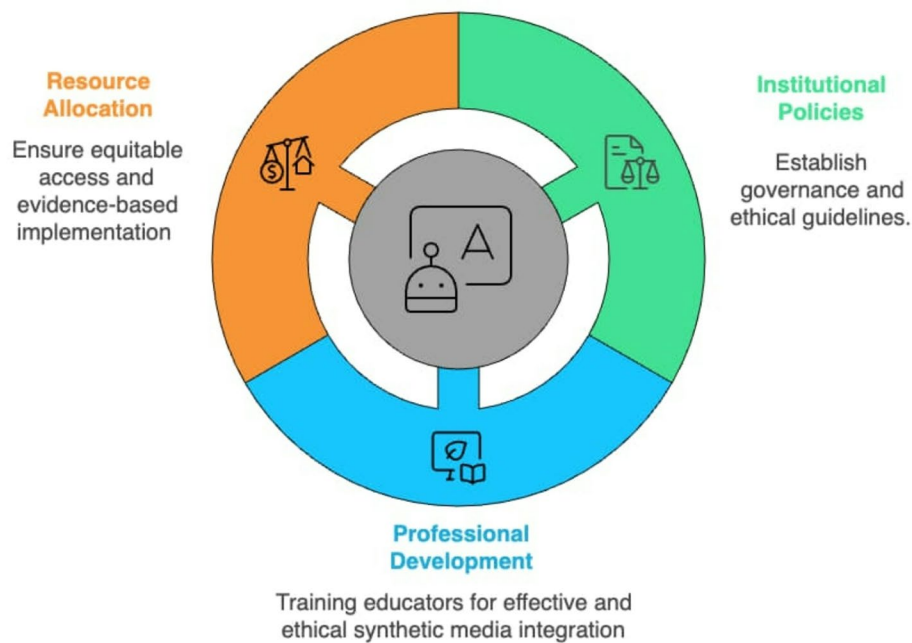 Resource
Allocation
Ensure equitable
access and
evidence-based
implementation
$
A
Institutional
Policies
Establish
governance and
ethical guidelines.
Professional
Development
Training educators for effective and
ethical synthetic media integration